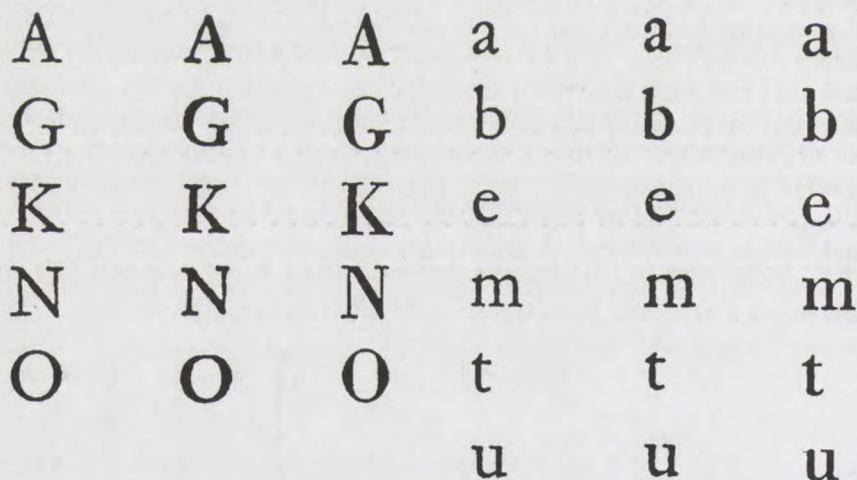 A A A a a a
G G G b b b
K K K e e e
N N N m m m
O O O t t t
u u u